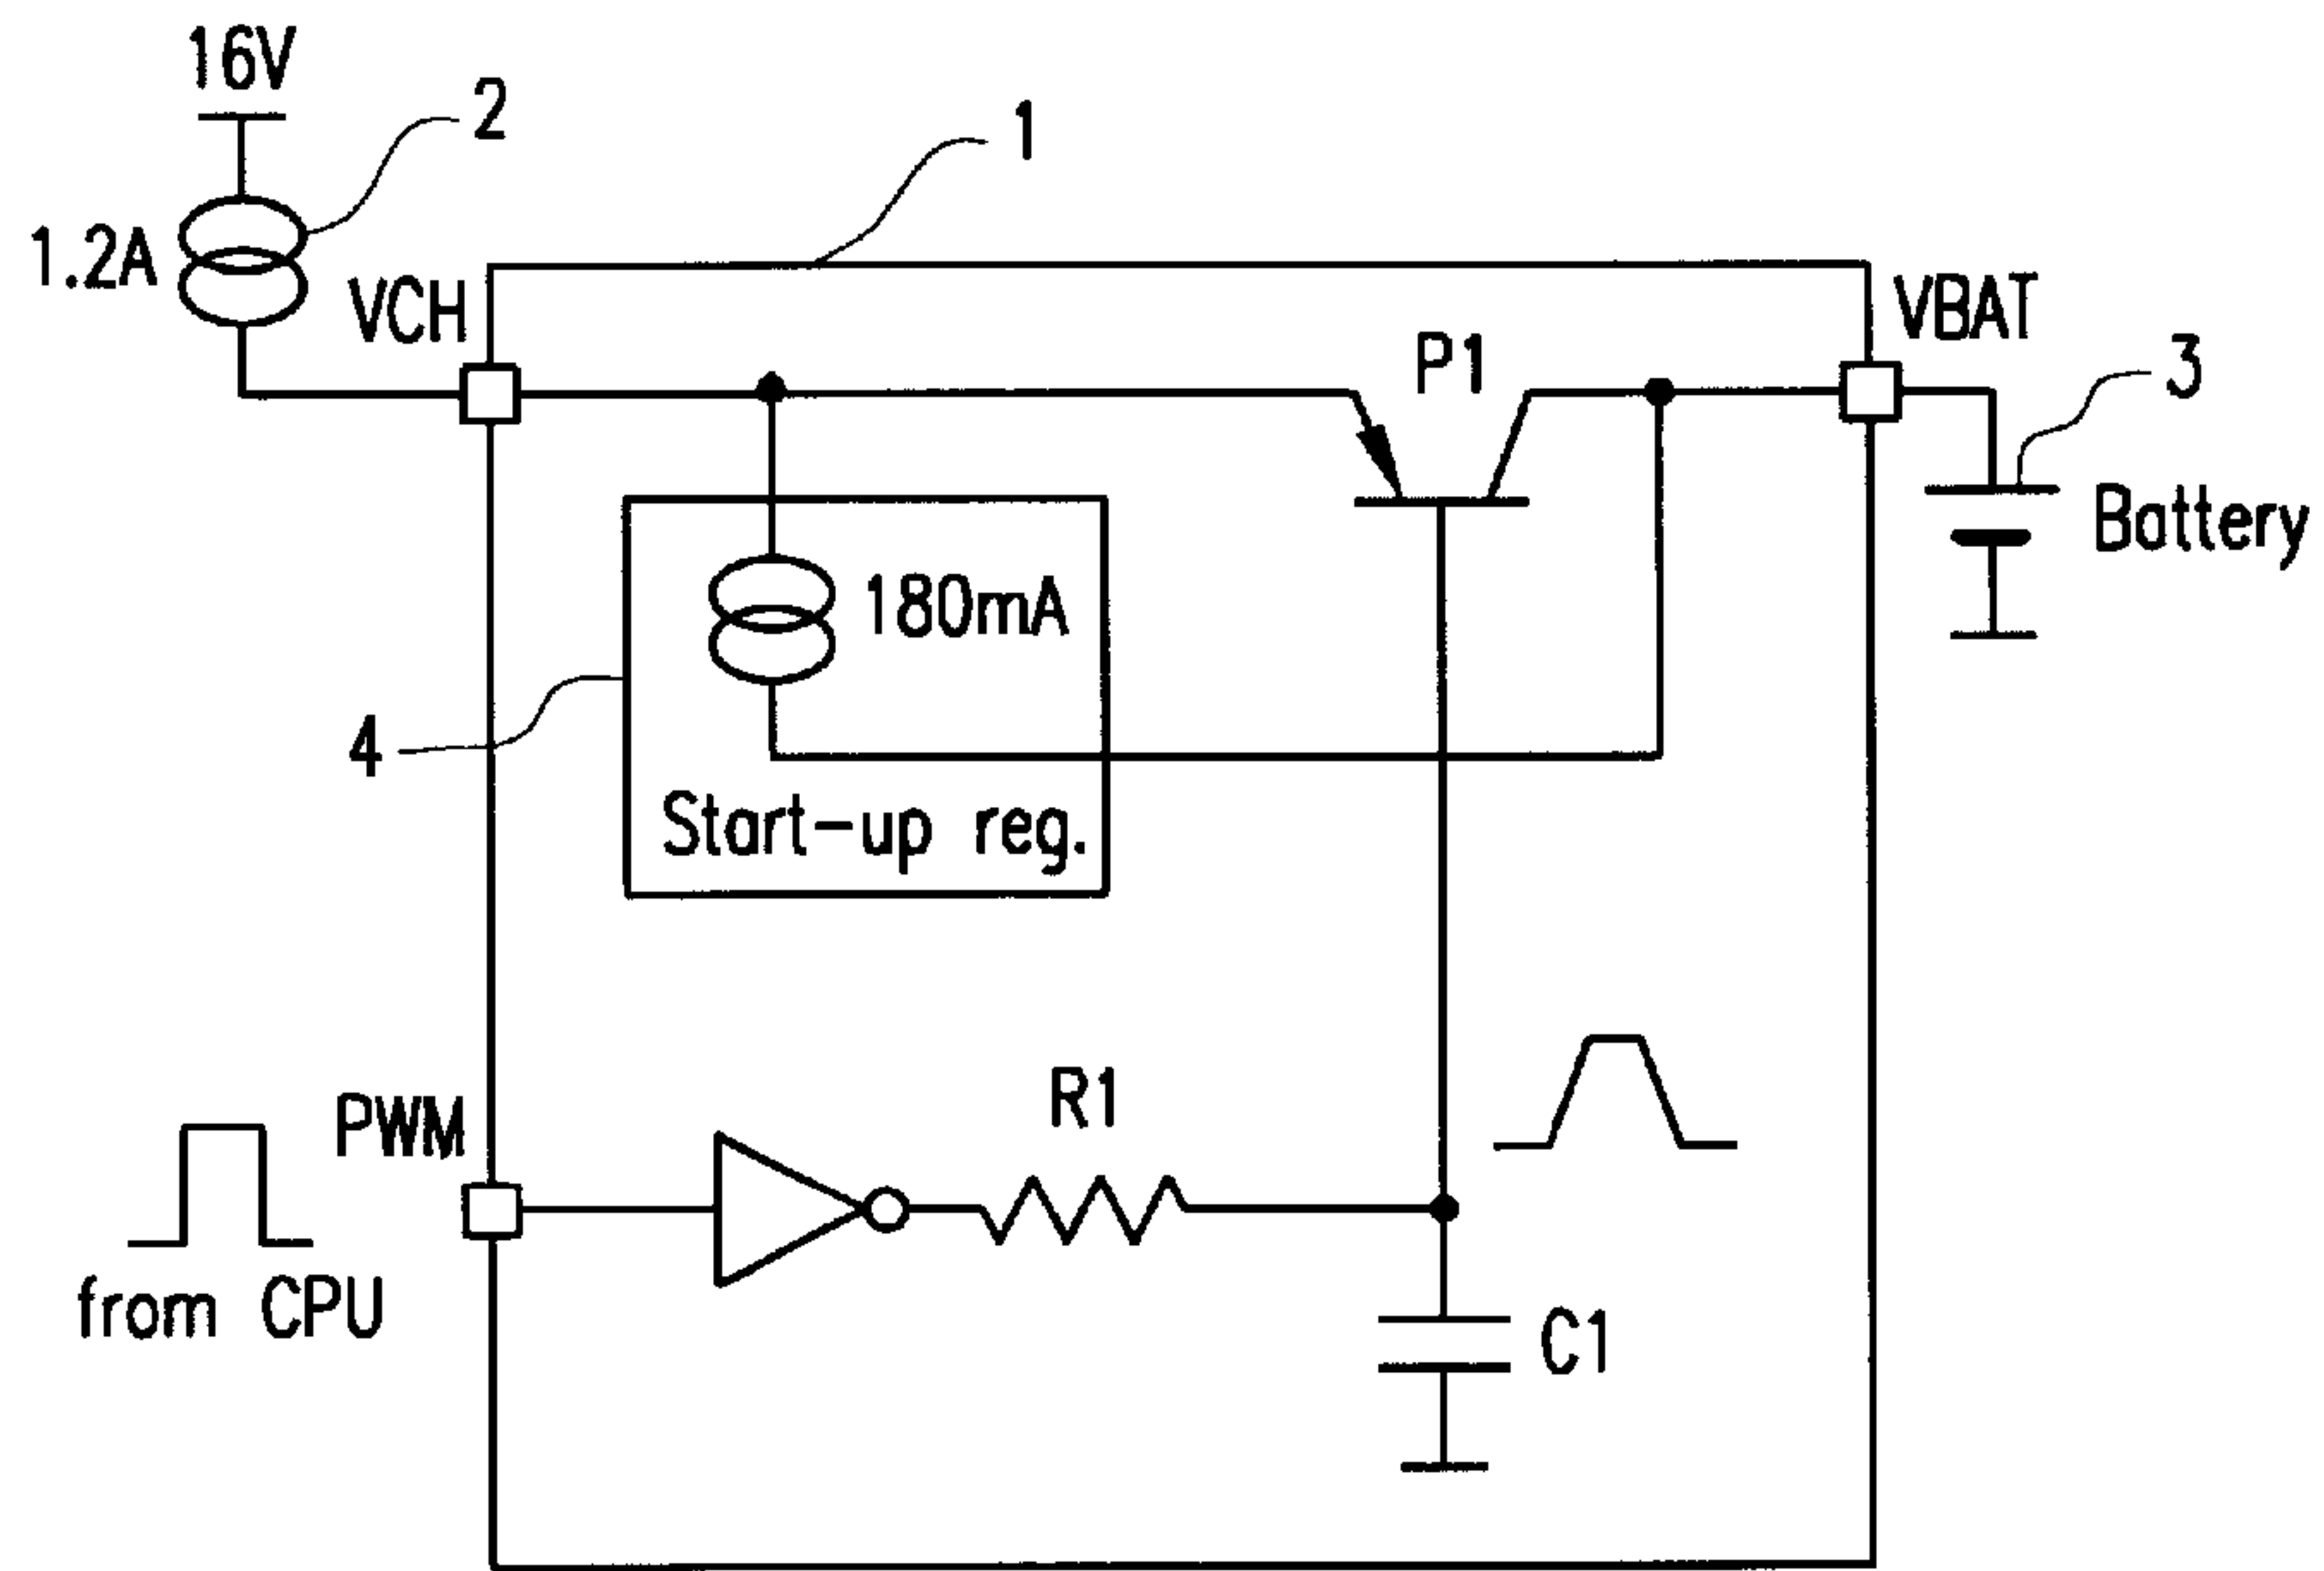 16V
2
1
1.2A
VCH
VBAT
P1
3
Battery
180mA
4
Start-up reg.
PWM
R1
from CPU
C1